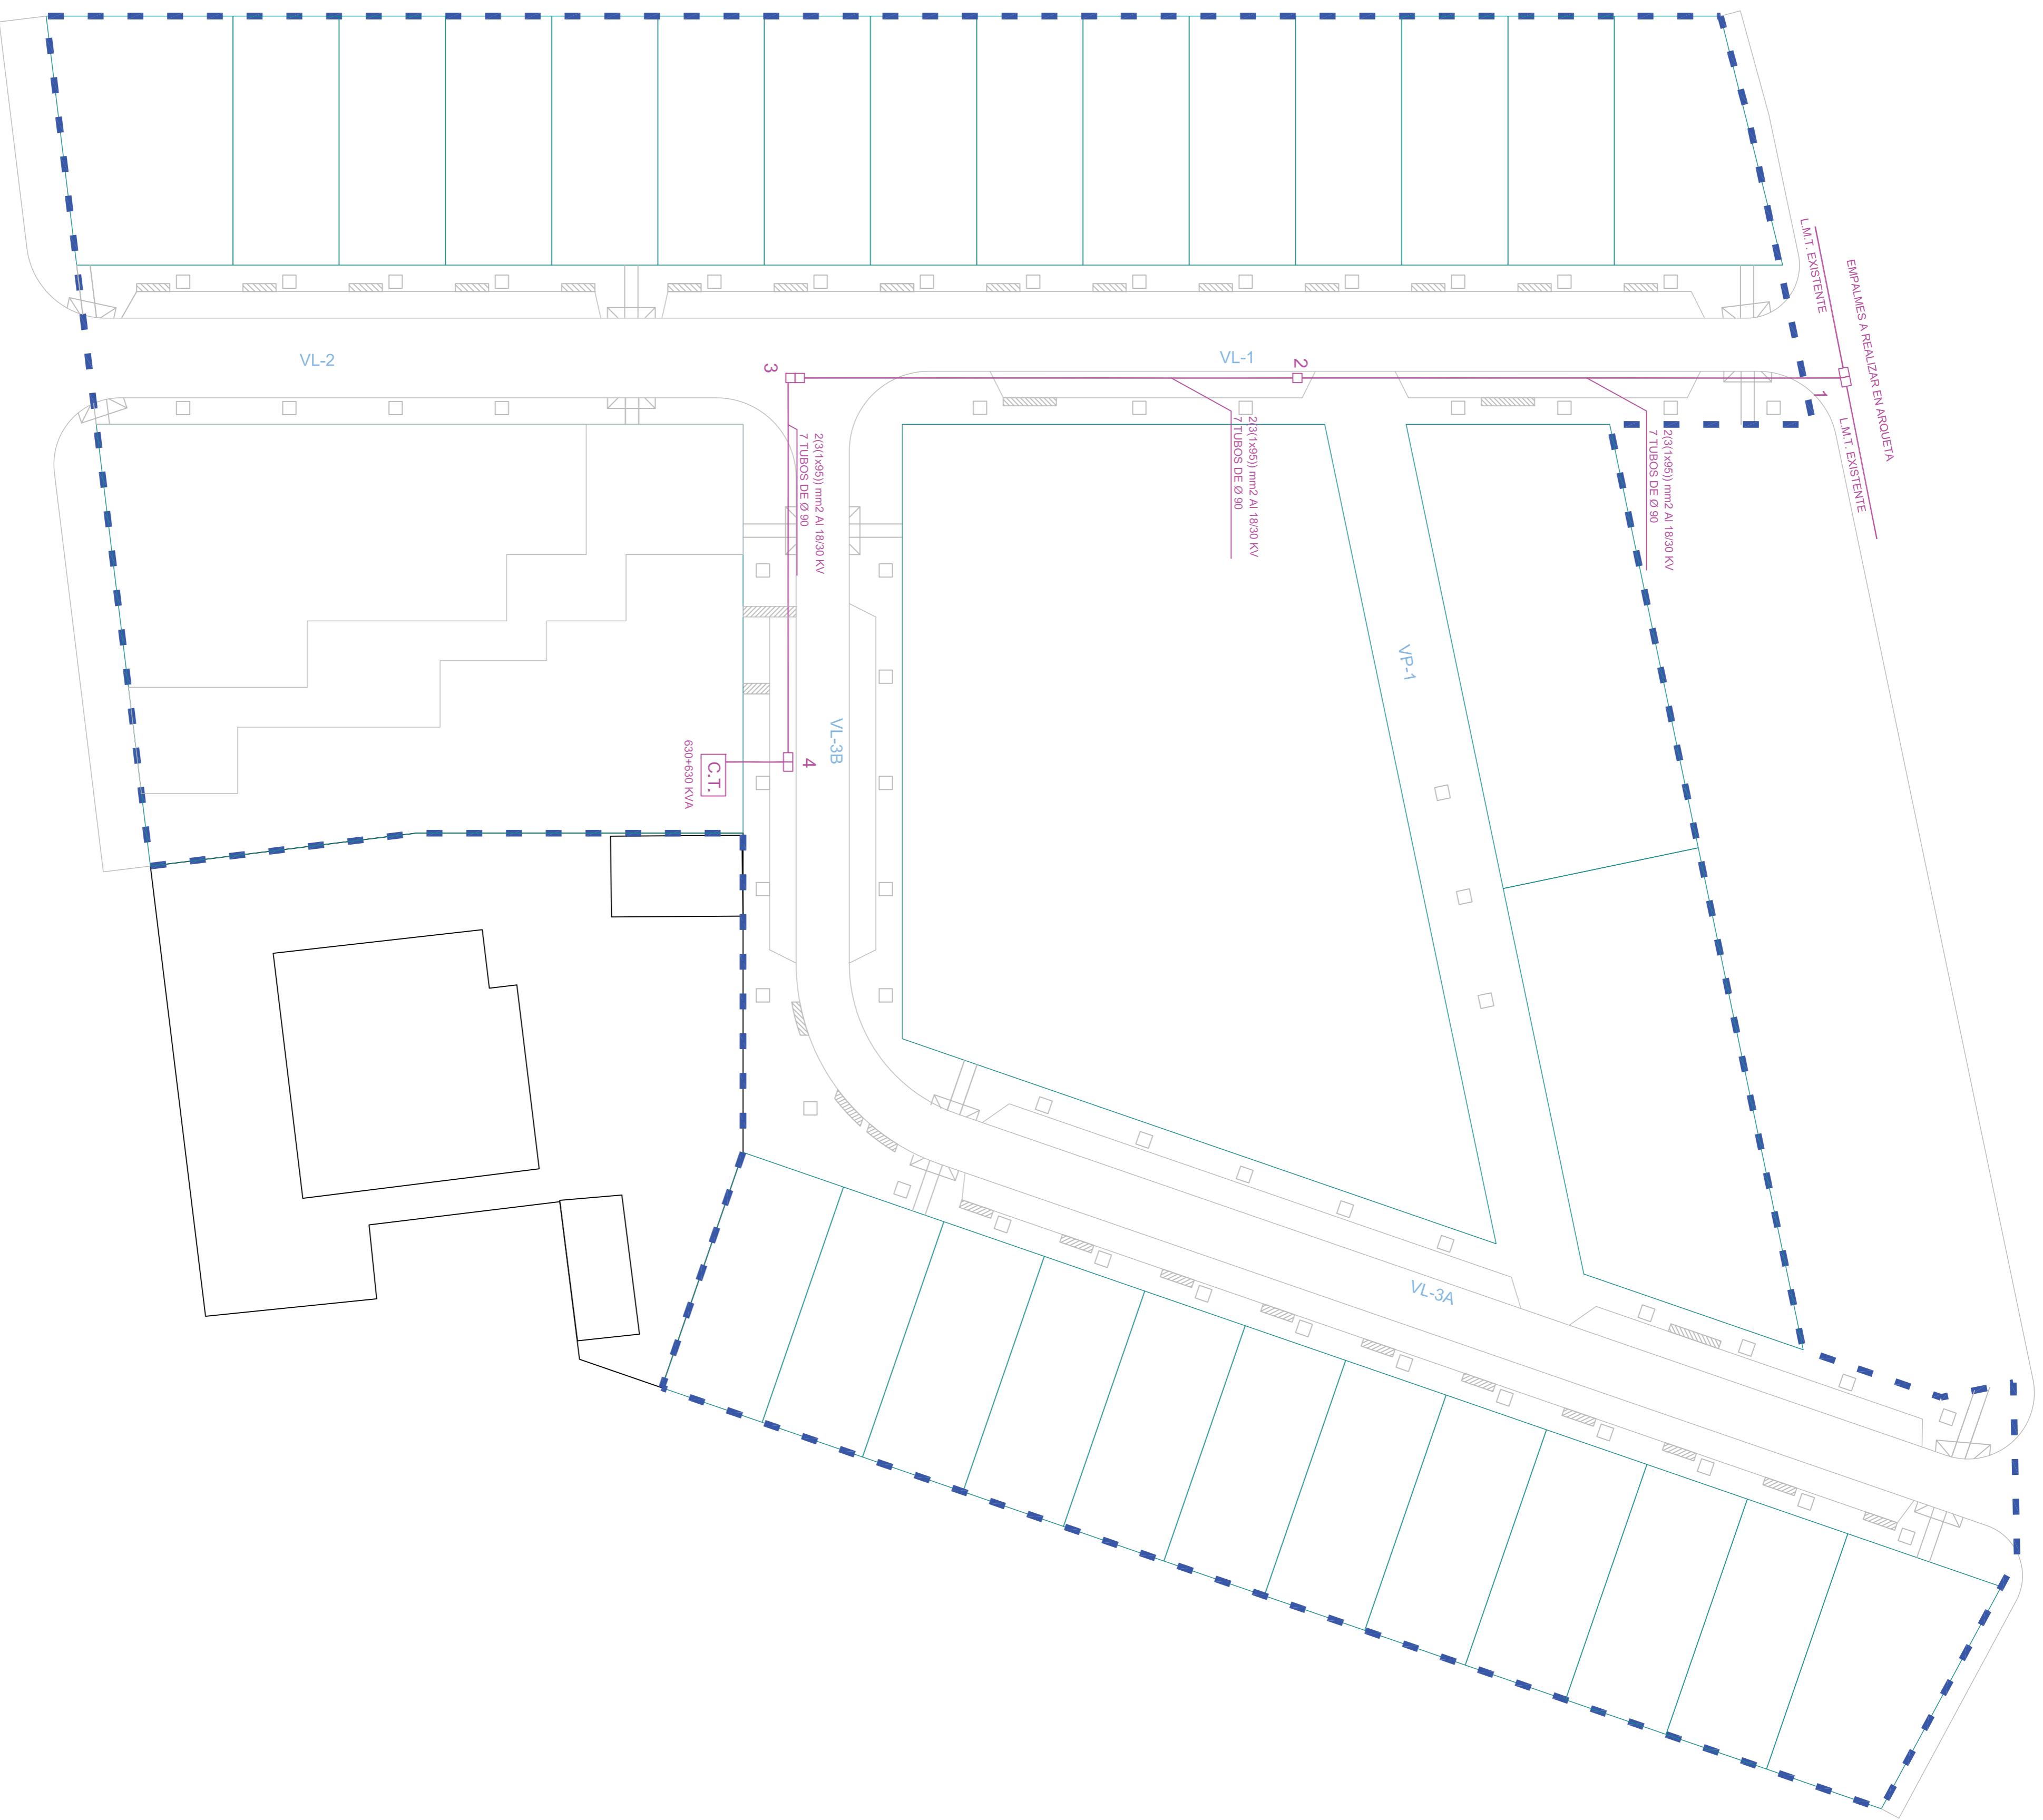 L.M.T. EXISTENTE
EMPALMES A REALIZAR EN ARQUETA
1
L.M.T. EXISTENTE
VL-2
3
VL-1
2
2(3(1x95)) mm2 Al 18/30 KV
7 TUBOS DE Ø 90
2(3(1x95)) mm2 Al 18/30 KV
7 TUBOS DE Ø 90
2(3(1x95)) mm2 Al 18/30 KV
7 TUBOS DE Ø 90
VP-1
VL-3B
4
C.T.
630+630 KVA
VL-3A